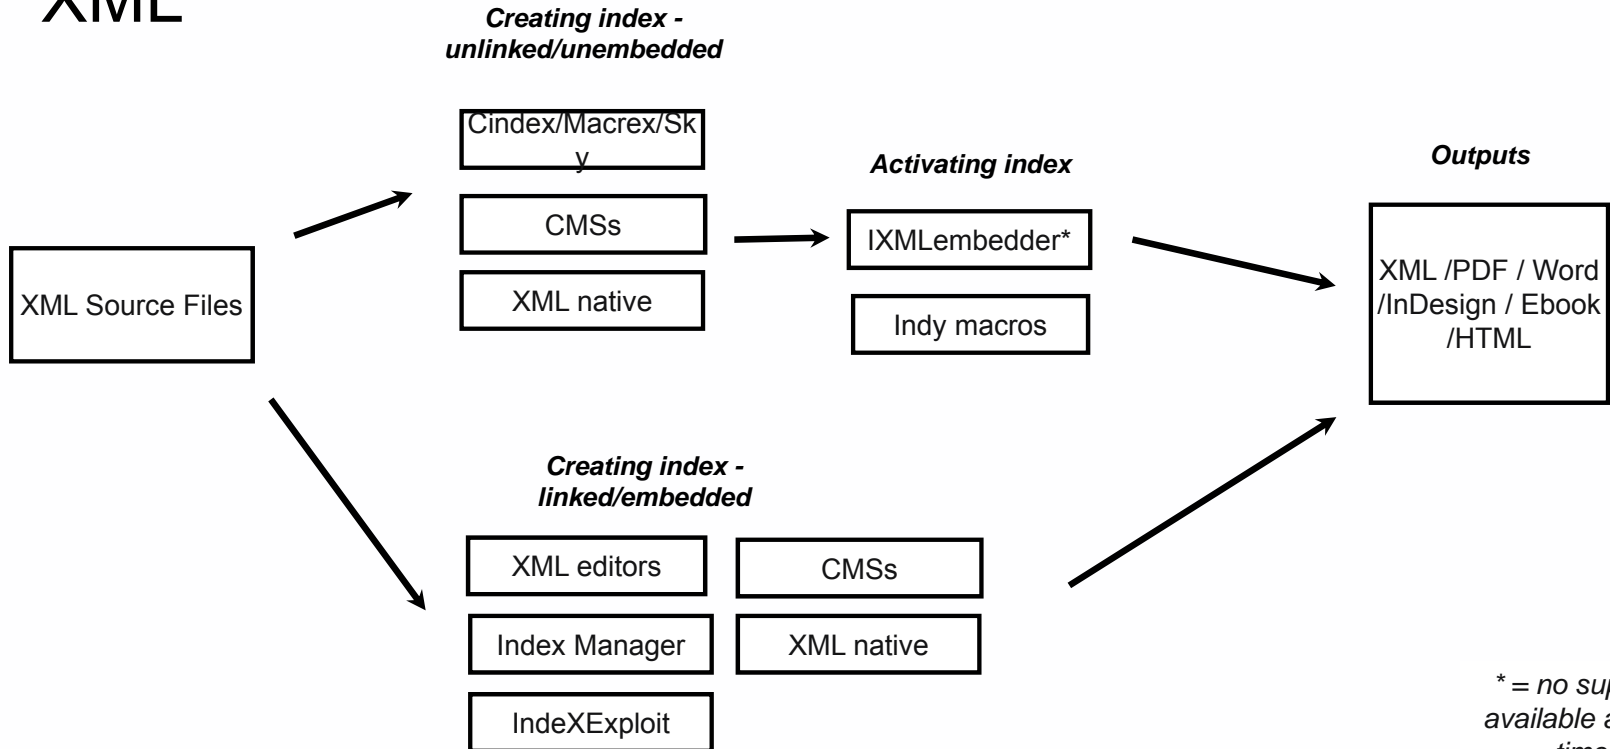 XML
Creating index -
unlinked/unembedded
Cindex/Macrex/Sk
y
CMSs
XML native
Activating index
IXMLembedder*
Indy macros
Outputs
XML /PDF / Word
/InDesign / Ebook
/HTML
XML Source Files
Creating index -
linked/embedded
XML editors
CMSs
Index Manager
XML native
IndeXExploit
* = no
available